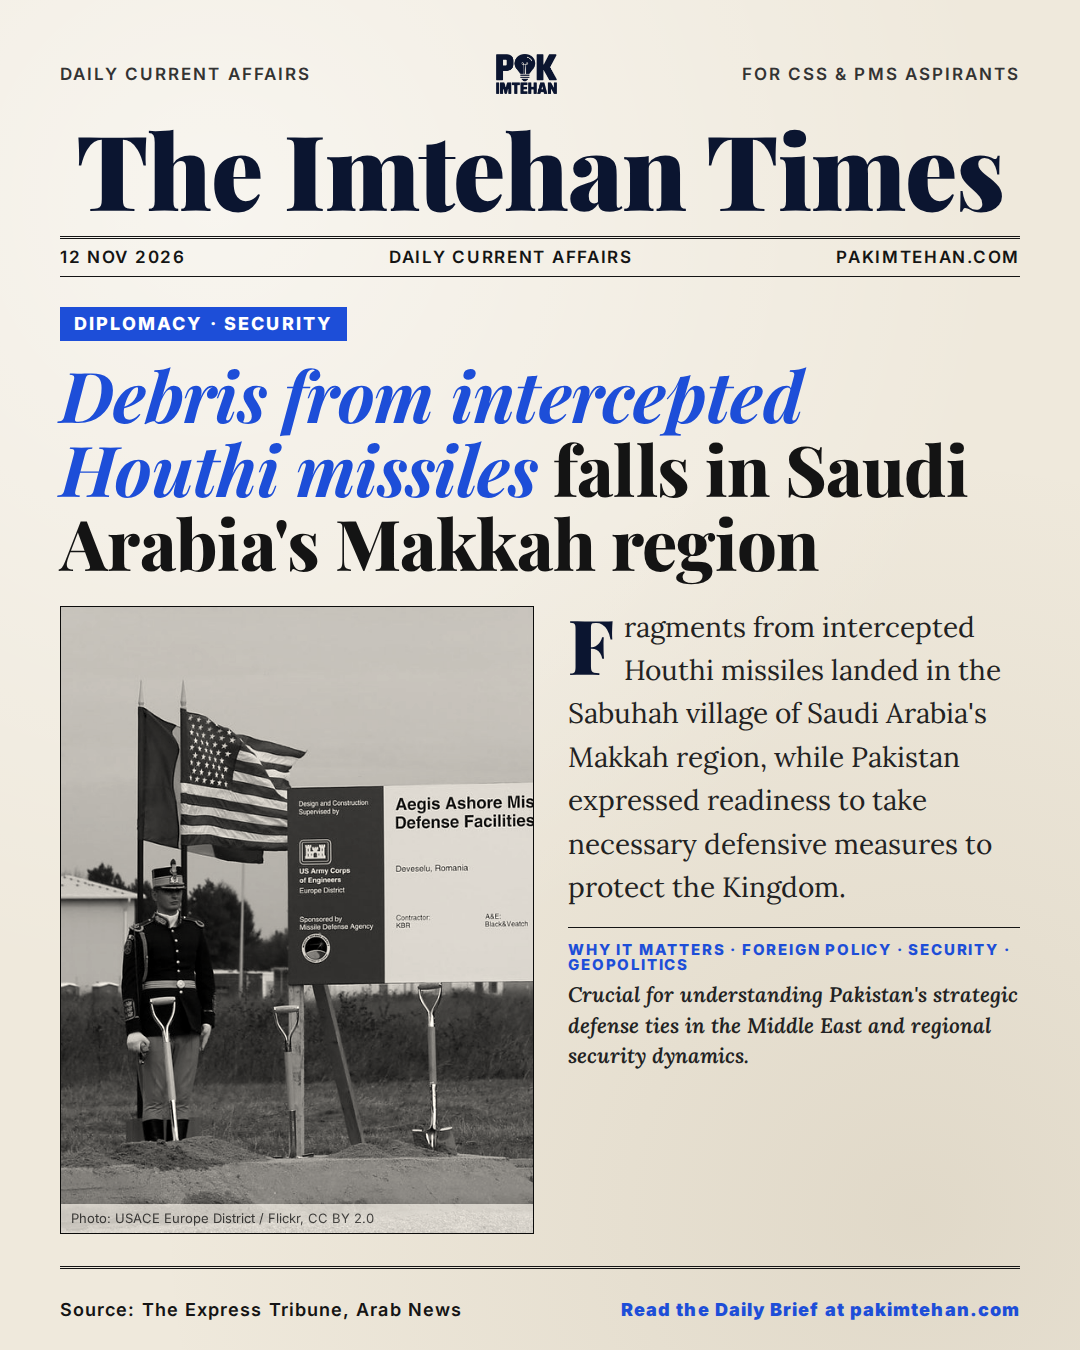 DAILY CURRENT AFFAIRS
PAK
IMTEHAN
FOR CSS & PMS ASPIRANTS
The Imtehan Times
12 NOV 2026
DAILY CURRENT AFFAIRS
PAKIMTEHAN.COM
DIPLOMACY · SECURITY
Debris from intercepted
Houthi missiles falls in Saudi
Arabia's Makkah region
Design and Construction
Supervised by
US Army Corps
of Engineers
Europe District
Sponsored by
Missile Defense Agency
Aegis Ashore Mis
Defense Facilities
Deveselu, Romania
Contractor:
KBR
A&E:
Black&Veatch
Photo: USACE Europe District / Flickr, CC BY 2.0
Fragments from intercepted
Houthi missiles landed in the
Sabuhah village of Saudi Arabia's
Makkah region, while Pakistan
expressed readiness to take
necessary defensive measures to
protect the Kingdom.
WHY IT MATTERS · FOREIGN POLICY · SECURITY ·
GEOPOLITICS
Crucial for understanding Pakistan's strategic
defense ties in the Middle East and regional
security dynamics.
Source: The Express Tribune, Arab News
Read the Daily Brief at pakimtehan.com